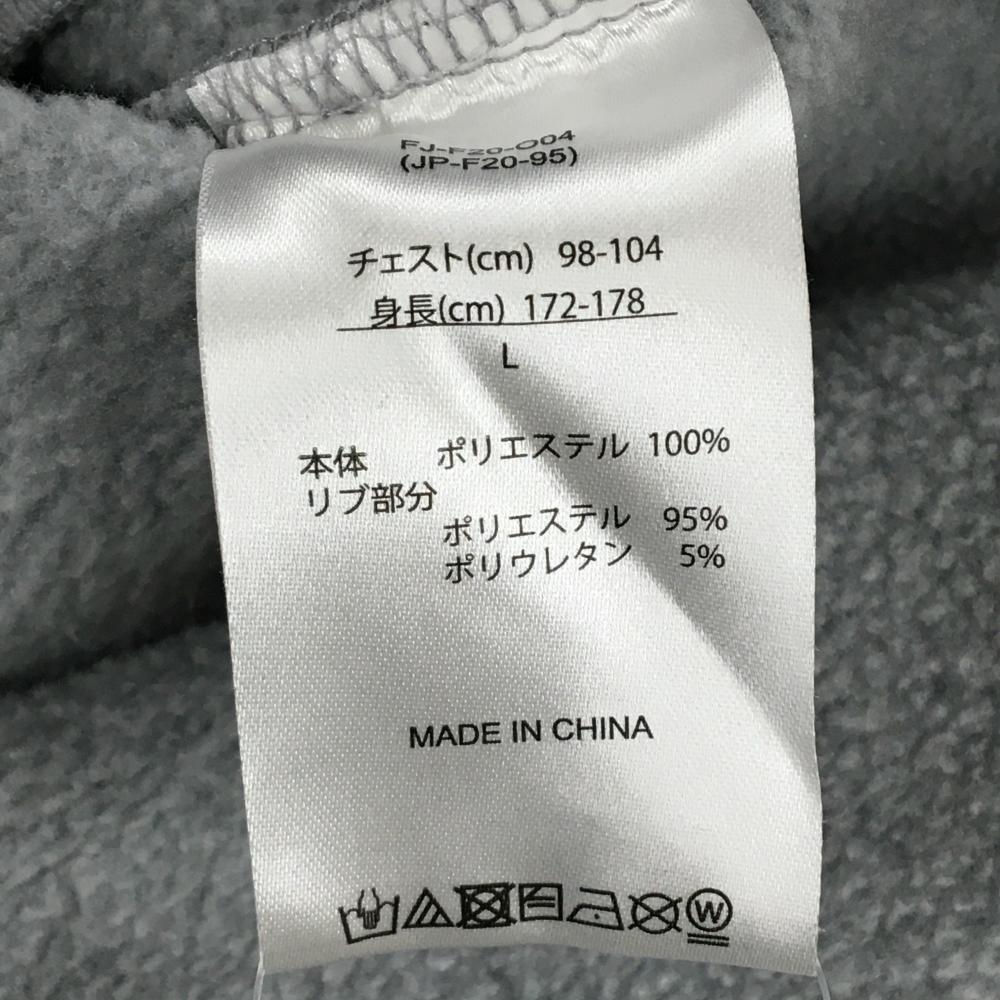 FJ-F20-O04
(JP-F20-95)
チェスト(cm) 98-104
身長(cm) 172-178
L
本体 ポリエステル 100%
リブ部分
ポリエステル 95%
ポリウレタン 5%
MADE IN CHINA
W